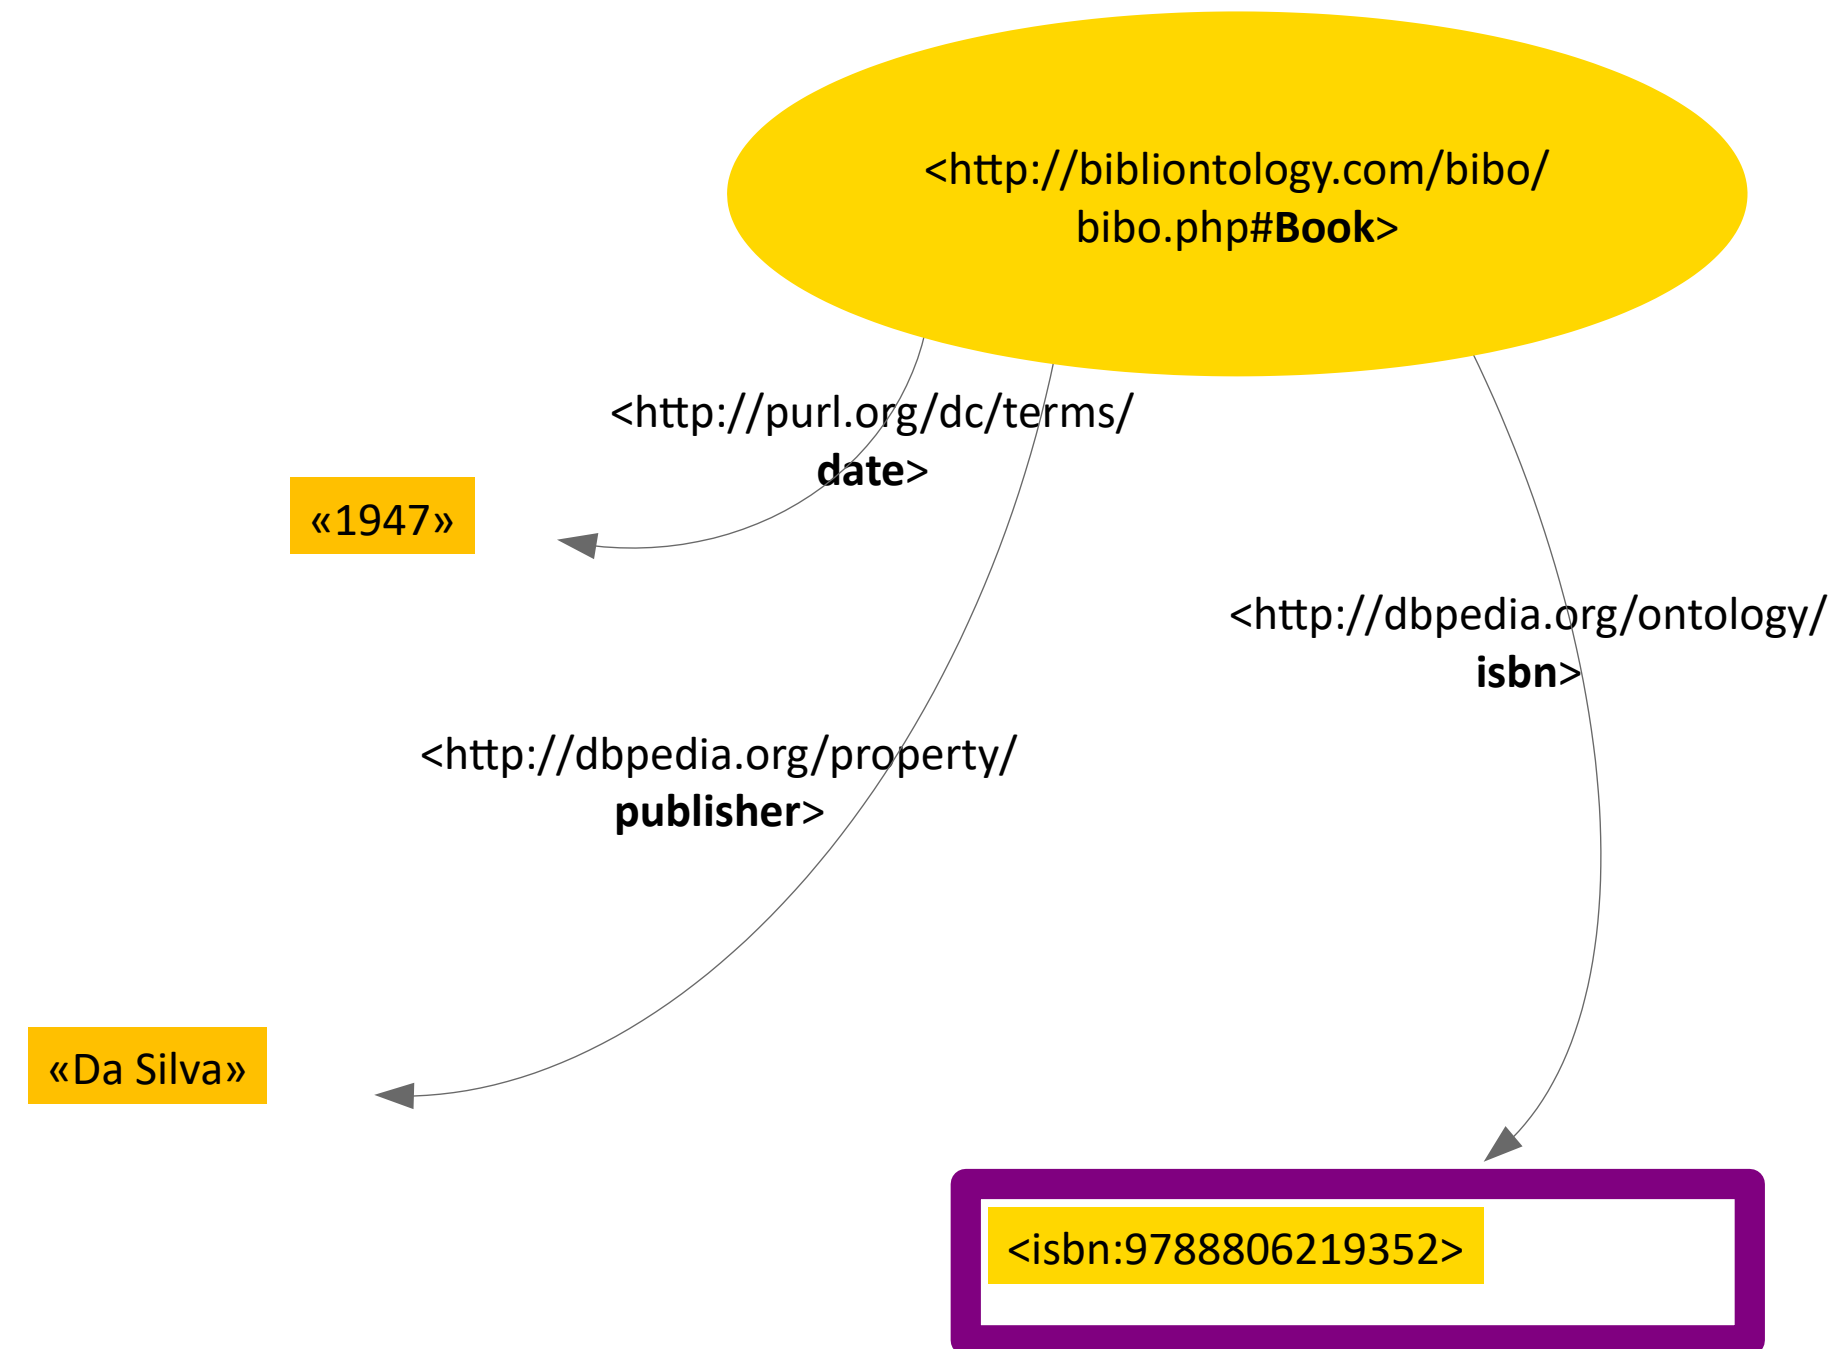 <http://bibliontology.com/bibo/
bibo.php#Book>
<http://purl.org/dc/terms/
date>
«1947»
<http://dbpedia.org/ontology/
isbn>
<http://dbpedia.org/property/
publisher>
«Da Silva»
<isbn:9788806219352>